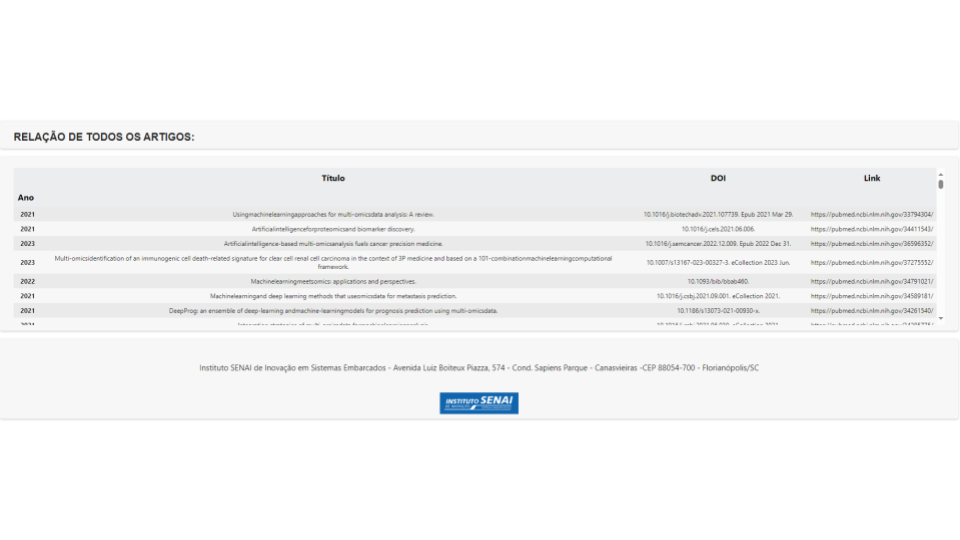 RELAÇÃO DE TODOS OS ARTIGOS:
Título DOI Link
Ano
2021 Usingmachinelearningapproaches for multi-omicsdata analysis: A review. 10.1016/j.biotechadv.2021.107739. Epub 2021 Mar 29. https://pubmed.ncbi.nlm.nih.gov/33794304/
2021 Artificialintelligenceforproteomicsand biomarker discovery. 10.1016/j.cels.2021.06.006. https://pubmed.ncbi.nlm.nih.gov/34411543/
2023 Artificialintelligence-based multi-omicsanalysis fuels cancer precision medicine. 10.1016/j.semcancer.2022.12.009. Epub 2022 Dec 31. https://pubmed.ncbi.nlm.nih.gov/36596352/
2023 Multi-omicsidentification of an immunogenic cell death-related signature for clear cell renal cell carcinoma in the context of 3P medicine and based on a 101-combinationmachinelearningcomputational 10.1007/s13167-023-00327-3. eCollection 2023 Jun. https://pubmed.ncbi.nlm.nih.gov/37275552/
framework.
2022 Machinelearningmeetsomics: applications and perspectives. 10.1093/bib/bbab460. https://pubmed.ncbi.nlm.nih.gov/34791021/
2021 Machinelearningand deep learning methods that useomicsdata for metastasis prediction. 10.1016/j.csbj.2021.09.001. eCollection 2021. https://pubmed.ncbi.nlm.nih.gov/34589181/
2021 DeepProg: an ensemble of deep-learning andmachine-learningmodels for prognosis prediction using multi-omicsdata. 10.1186/s13073-021-00930-x. https://pubmed.ncbi.nlm.nih.gov/34261540/
2021
Instituto SENAI de Inovação em Sistemas Embarcados - Avenida Luiz Boiteux Piazza, 574 - Cond. Sapiens Parque - Canasvieiras -CEP 88054-700 - Florianópolis/SC
INSTITUTO SENAI